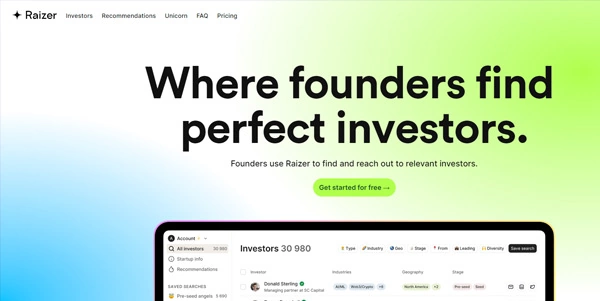 Raizer Investors Recommendations Unicorn FAQ Pricing
Where founders find
perfect investors.
Founders use Raizer to find and reach out to relevant investors.
Get started for free →
Account
All investors 30 980
Startup info
Recommendations
SAVED SEARCHES
Pre-seed angels 3 690
Investors 30 980
Type Industry Geo Stage From Leading Diversity Save search
Investor Industries Geography Stage
Donald Sterling
Managing partner at SC Capital
AI/ML Web3/Crypto +6 North America +2 Pre-seed Seed